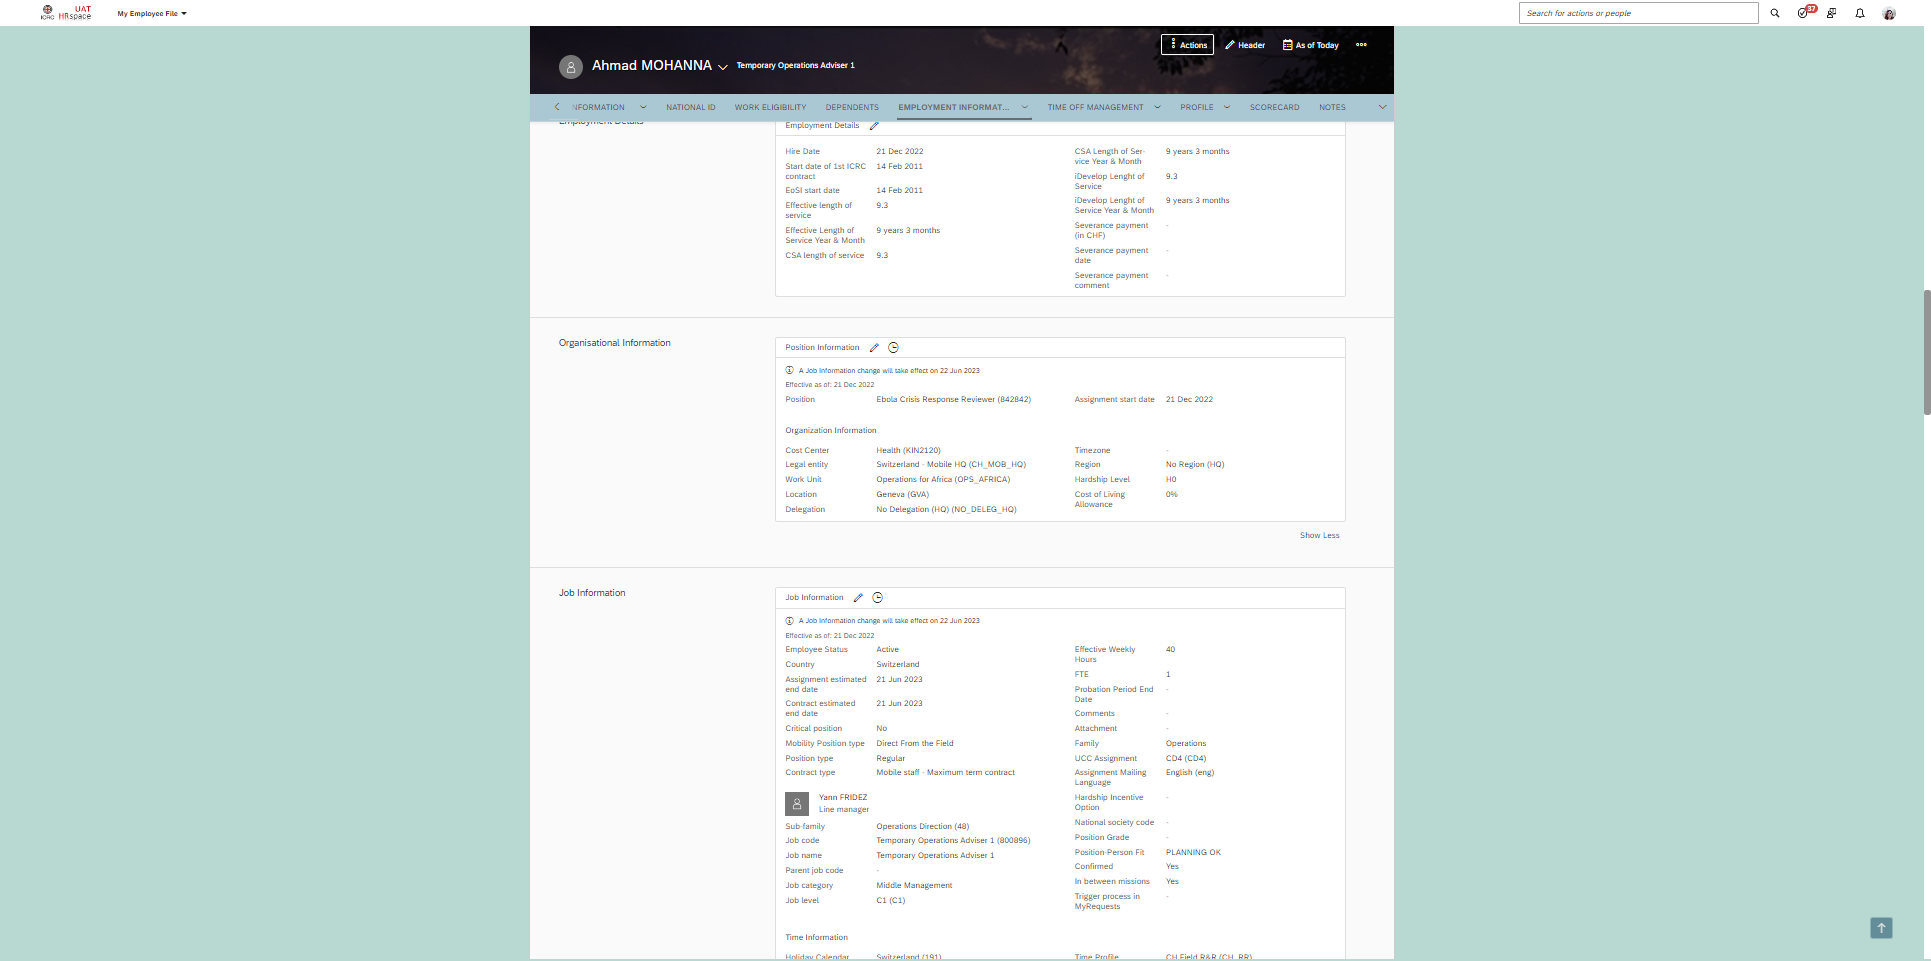 ICRC UAT HRspace My Employee File Search for actions or people 37
Actions Header As of Today
Ahmad MOHANNA Temporary Operations Adviser 1
NFORMATION NATIONAL ID WORK ELIGIBILITY DEPENDENTS EMPLOYMENT INFORMAT... TIME OFF MANAGEMENT PROFILE SCORECARD NOTES
Employment Details
Employment Details
Hire Date 21 Dec 2022
Start date of 1st ICRC contract 14 Feb 2011
EoSI start date 14 Feb 2011
Effective length of service 9.3
Effective Length of Service Year & Month 9 years 3 months
CSA length of service 9.3
CSA Length of Ser-
vice Year & Month 9 years 3 months
iDevelop Lenght of Service 9.3
iDevelop Lenght of Service Year & Month 9 years 3 months
Severance payment (in CHF) -
Severance payment date -
Severance payment comment -
Organisational Information
Position Information
A Job Information change will take effect on 22 Jun 2023
Effective as of: 21 Dec 2022
Position Ebola Crisis Response Reviewer (842842)
Assignment start date 21 Dec 2022
Organization Information
Cost Center Health (KIN2120)
Legal entity Switzerland - Mobile HQ (CH_MOB_HQ)
Work Unit Operations for Africa (OPS_AFRICA)
Location Geneva (GVA)
Delegation No Delegation (HQ) (NO_DELEG_HQ)
Timezone -
Region No Region (HQ)
Hardship Level H0
Cost of Living Allowance 0%
Show Less
Job Information
Job Information
A Job Information change will take effect on 22 Jun 2023
Effective as of: 21 Dec 2022
Employee Status Active
Country Switzerland
Assignment estimated end date 21 Jun 2023
Contract estimated end date 21 Jun 2023
Critical position No
Mobility Position type Direct From the Field
Position type Regular
Contract type Mobile staff - Maximum term contract
Yann FRIDEZ
Line manager
Sub-family Operations Direction (48)
Job code Temporary Operations Adviser 1 (800896)
Job name Temporary Operations Adviser 1
Parent job code -
Job category Middle Management
Job level C1 (C1)
Effective Weekly Hours 40
FTE 1
Probation Period End Date -
Comments -
Attachment -
Family Operations
UCC Assignment CD4 (CD4)
Assignment Mailing Language English (eng)
Hardship Incentive Option -
National society code -
Position Grade -
Position-Person Fit PLANNING OK
Confirmed Yes
In between missions Yes
Trigger process in MyRequests -
Time Information
Holiday Calendar Switzerland (191)
Time Profile CH Field R&R (CH_RR)